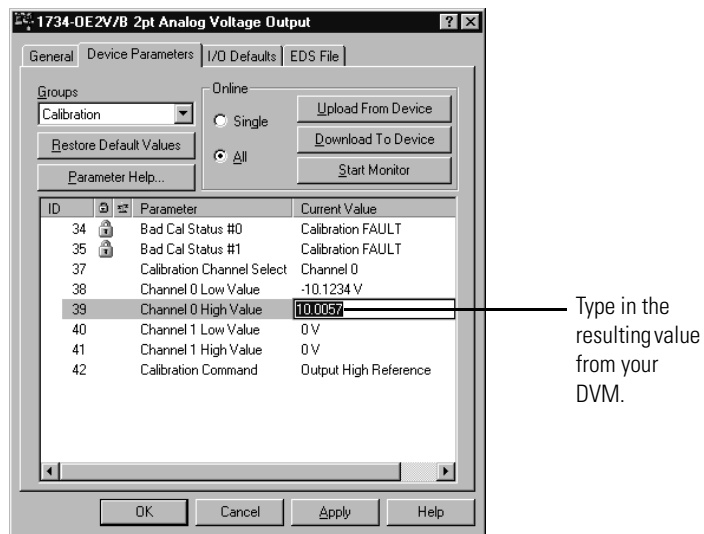 1734-OE2V/B 2pt Analog Voltage Output
General Device Parameters I/O Defaults EDS File
Groups
Calibration
Restore Default Values
Parameter Help...
Online
Single
All
Upload From Device
Download To Device
Start Monitor
ID Parameter Current Value
34 Bad Cal Status #0 Calibration FAULT
35 Bad Cal Status #1 Calibration FAULT
37 Calibration Channel Select Channel 0
38 Channel 0 Low Value -10.1234 V
39 Channel 0 High Value 10.0057
40 Channel 1 Low Value 0 V
41 Channel 1 High Value 0 V
42 Calibration Command Output High Reference
OK Cancel Apply Help
Type in the
resulting value
from your
DVM.